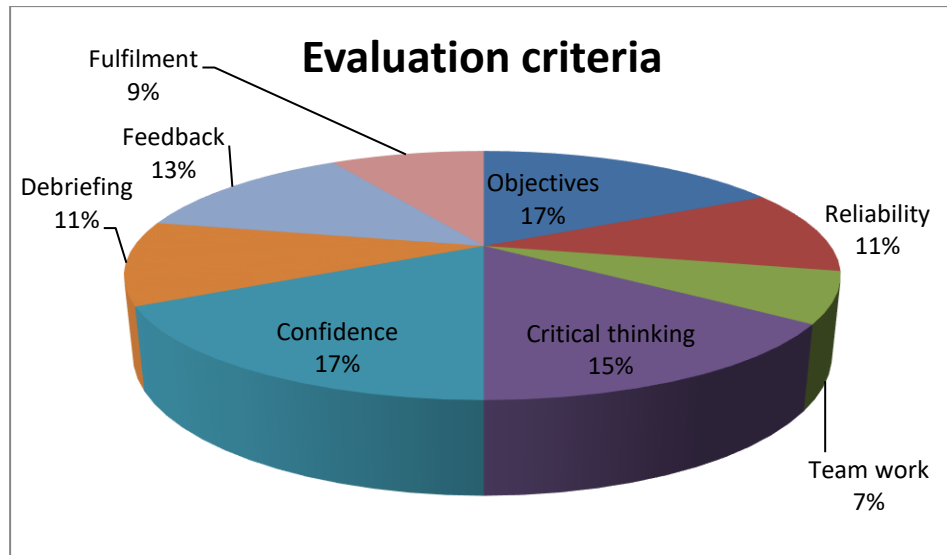 Evaluation criteria
Fulfilment
9%
Feedback
13%
Debriefing
11%
Objectives
17%
Reliability
11%
Confidence
17%
Critical thinking
15%
Team work
7%